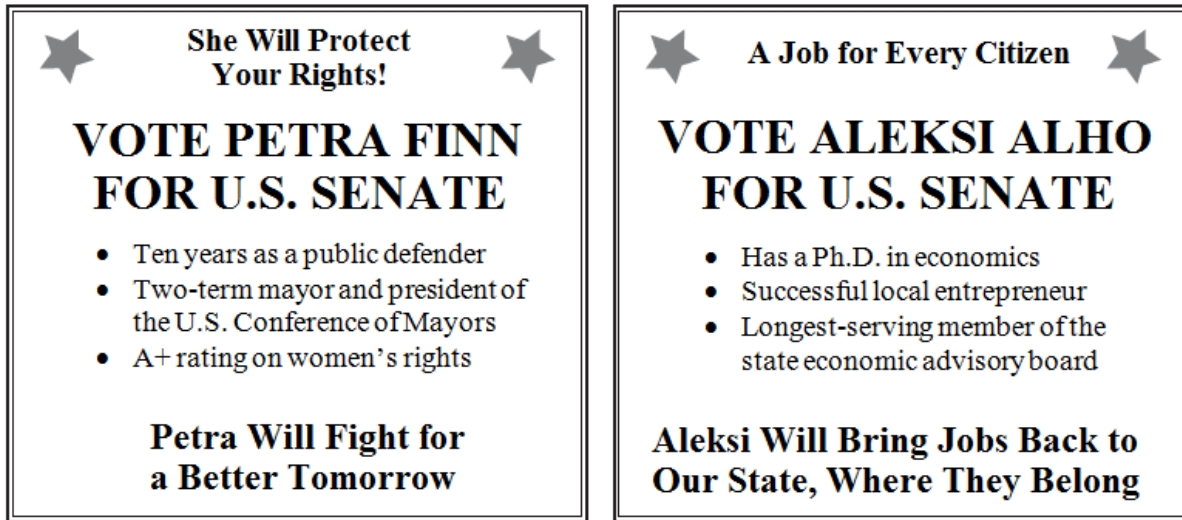 She Will Protect
Your Rights!
VOTE PETRA FINN
FOR U.S. SENATE
• Ten years as a public defender
• Two-term mayor and president of
the U.S. Conference of Mayors
• A+ rating on women's rights
Petra Will Fight for
a Better Tomorrow
A Job for Every Citizen
VOTE ALEKSI ALHO
FOR U.S. SENATE
• Has a Ph.D. in economics
• Successful local entrepreneur
• Longest-serving member of the
state economic advisory board
Aleksi Will Bring Jobs Back to
Our State, Where They Belong